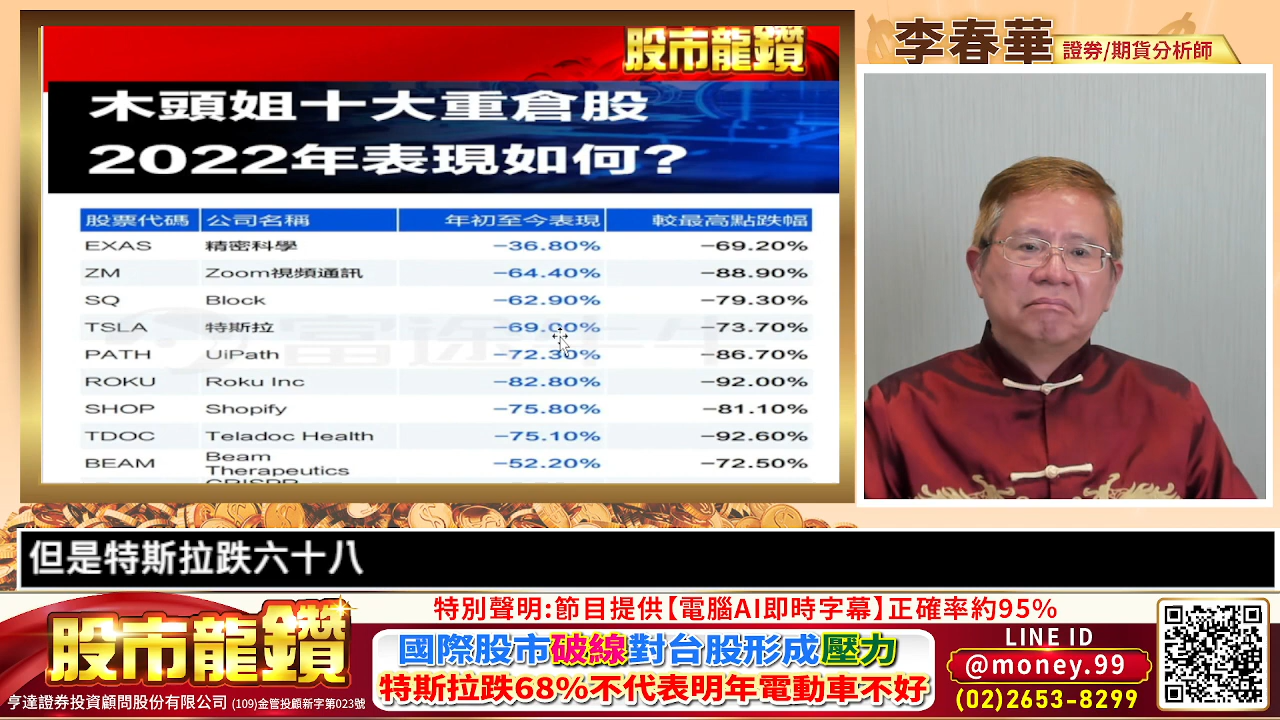 股市龍鑽
李春華 證券/期貨分析師
木頭姐十大重倉股
2022年表現如何?
股票代碼 公司名稱 年初至今表現 較最高點跌幅
EXAS 精密科學 -36.80% -69.20%
ZM Zoom視頻通訊 -64.40% -88.90%
SQ Block -62.90% -79.30%
TSLA 特斯拉 -69.00% -73.70%
PATH UiPath -72.30% -86.70%
ROKU Roku Inc -82.80% -92.00%
SHOP Shopify -75.80% -81.10%
TDOC Teladoc Health -75.10% -92.60%
BEAM Beam Therapeutics -52.20% -72.50%
富途牛牛
但是特斯拉跌六十八
特別聲明:節目提供【電腦AI即時字幕】正確率約95%
股市龍鑽
國際股市破線對台股形成壓力
特斯拉跌68%不代表明年電動車不好
亨達證券投資顧問股份有限公司 (109)金管投顧新字第023號
LINE ID
@money.99
(02)2653-8299